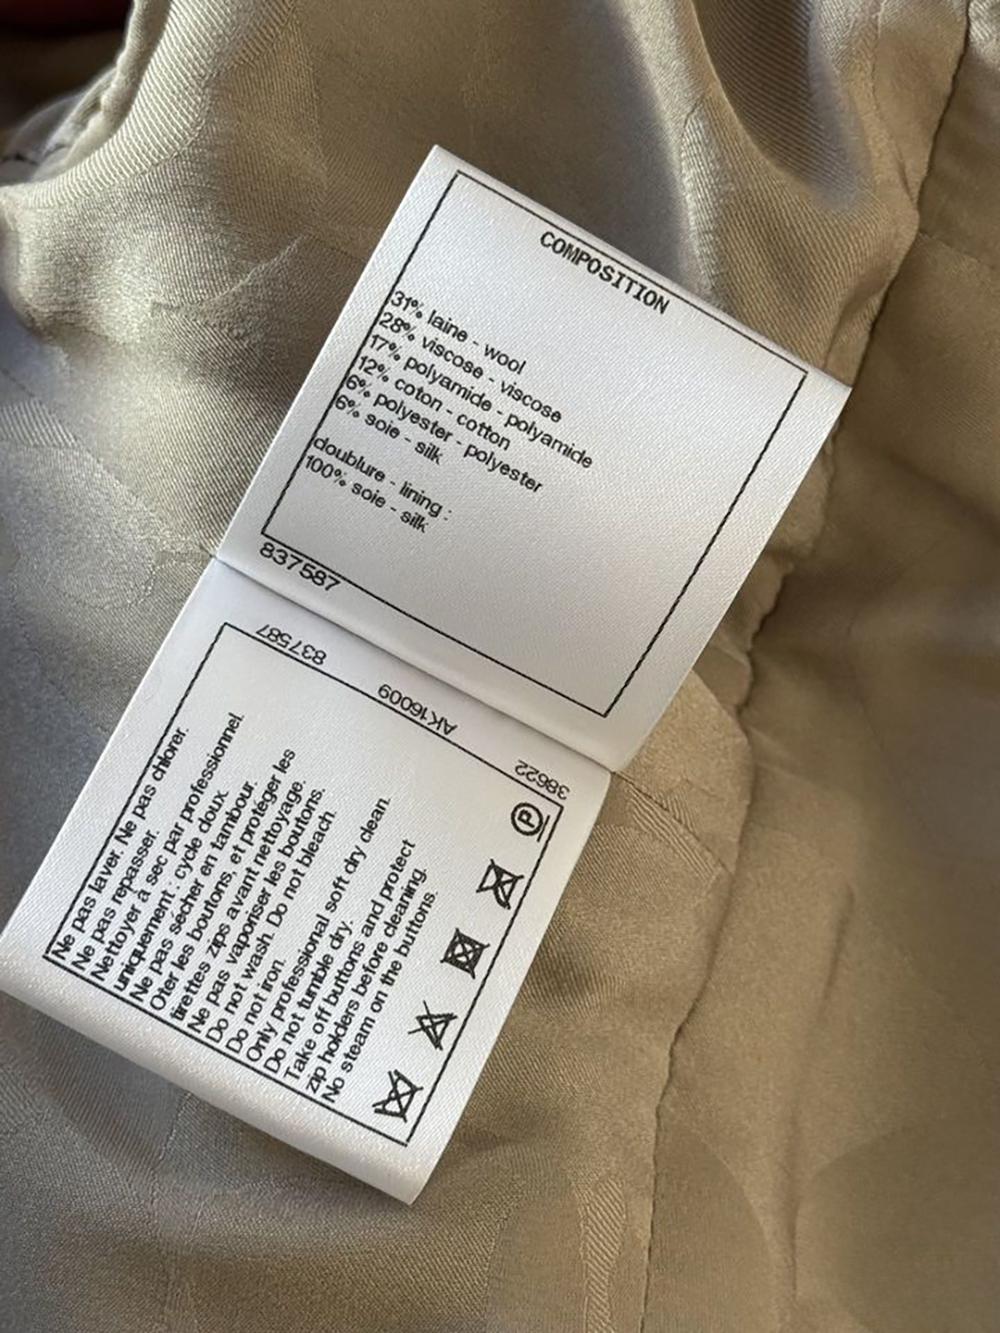 COMPOSITION
31% laine - wool
28% viscose - viscose
17% polyamide - polyamide
12% coton - cotton
6% polyester - polyester
6% soie - silk
doublure - lining :
100% soie - silk
837587
837587
AK16009
38622
Ne pas laver. Ne pas chlorer.
Ne pas repasser.
Nettoyer à sec par professionnel
uniquement : cycle doux.
Ne pas sécher en tambour.
Oter les boutons, et protéger les
tirettes zips avant nettoyage.
Ne pas vaporiser les boutons.
Do not wash. Do not bleach.
Do not iron.
Only professional soft dry clean.
Do not tumble dry.
Take off buttons and protect
zip holders before cleaning.
No steam on the buttons.
P